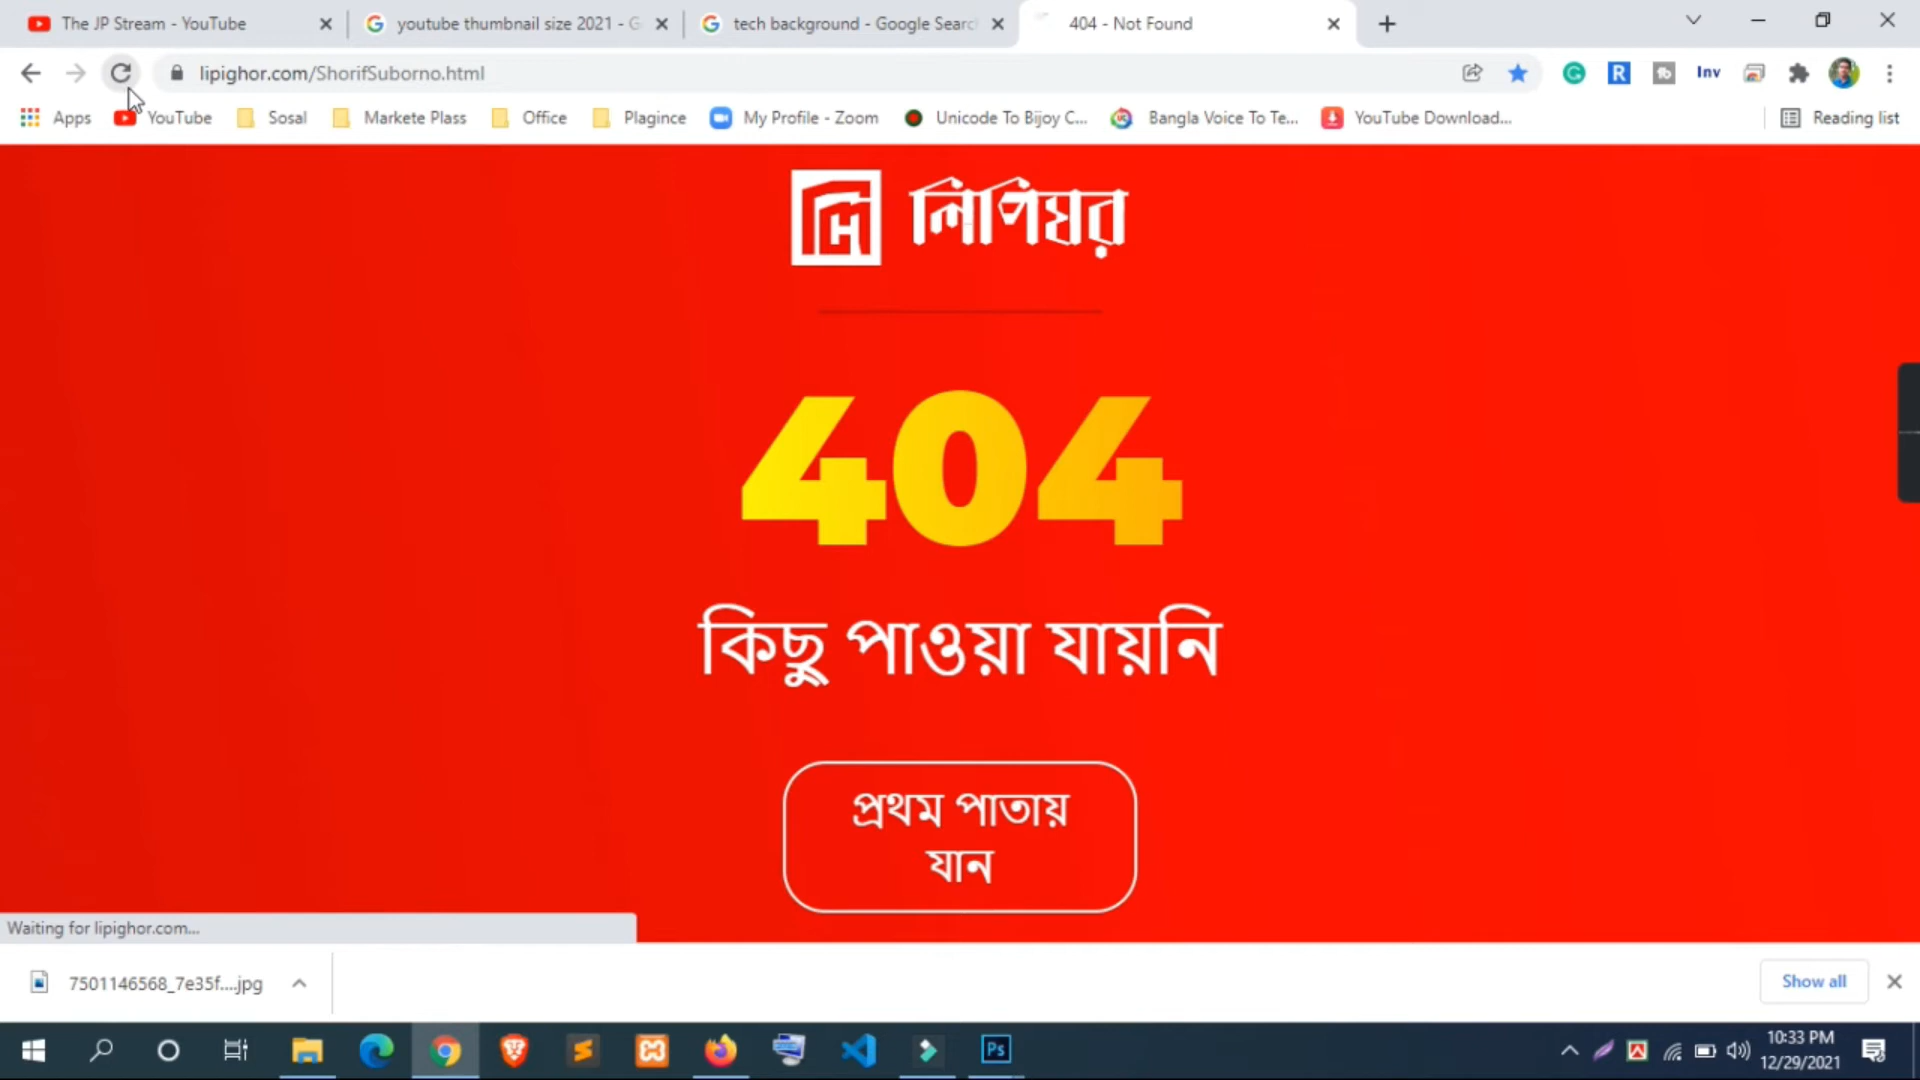 The JP Stream - YouTube
youtube thumbnail size 2021 - G
tech background - Google Searc
404 - Not Found
lipighor.com/ShorifSuborno.html
Inv
Apps
YouTube
Sosal
Markete Plass
Office
Plagince
My Profile - Zoom
Unicode To Bijoy C...
Bangla Voice To Te...
YouTube Download...
Reading list
লিপিঘর
404
কিছু পাওয়া যায়নি
প্রথম পাতায়
যান
Waiting for lipighor.com...
7501146568_7e35f....jpg
Show all
Ps
10:33 PM
12/29/2021